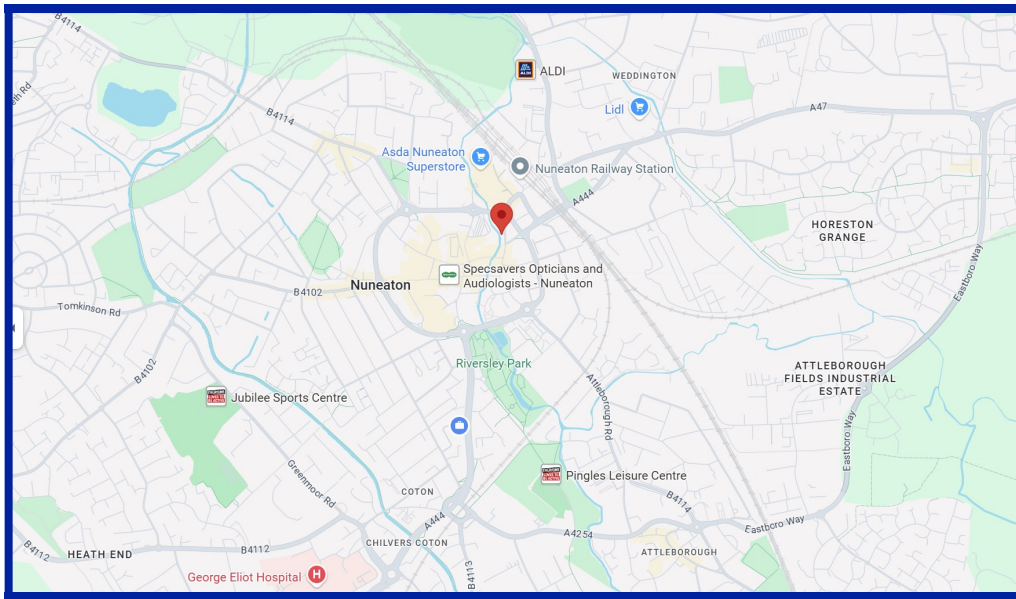 B4114
ALDI
WEDDINGTON
Lidl
A47
B4114
Asda Nuneaton
Superstore
Nuneaton Railway Station
A444
HORESTON
GRANGE
Specsavers Opticians and
Audiologists - Nuneaton
Nuneaton
B4102
Eastboro Way
Tomkinson Rd
Riversley Park
B4102
ATTLEBOROUGH
FIELDS INDUSTRIAL
ESTATE
Jubilee Sports Centre
Attleborough Rd
Eastboro Way
Greenmoor Rd
Pingles Leisure Centre
COTON
B4114
A444
Eastboro Way
A4254
CHILVERS COTON
B4112
HEATH END
B4112
ATTLEBOROUGH
George Eliot Hospital
H
B4113